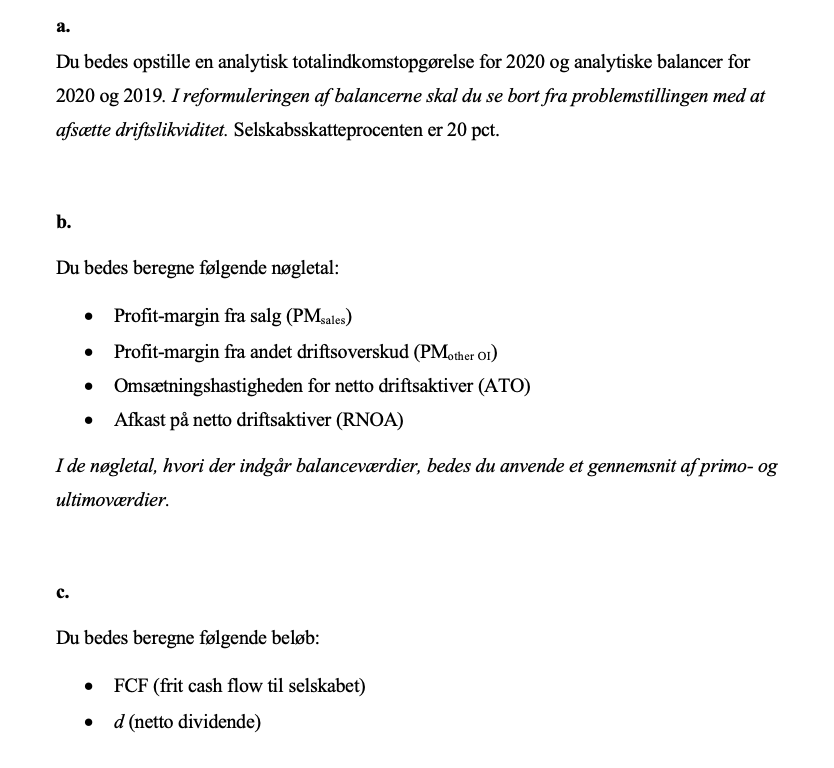 a.
Du bedes opstille en analytisk totalindkomstopgørelse for 2020 og analytiske balancer for
2020 og 2019. I reformuleringen af balancerne skal du se bort fra problemstillingen med at
afsætte driftslikviditet. Selskabsskatteprocenten er 20 pct.
b.
Du bedes beregne følgende nøgletal:
• Profit-margin fra salg (PMsales)
• Profit-margin fra andet driftsoverskud (PMother OI)
• Omsætningshastigheden for netto driftsaktiver (ATO)
• Afkast på netto driftsaktiver (RNOA)
I de nøgletal, hvori der indgår balanceværdier, bedes du anvende et gennemsnit af primo- og
ultimoværdier.
c.
Du bedes beregne følgende beløb:
• FCF (frit cash flow til selskabet)
• d (netto dividende)